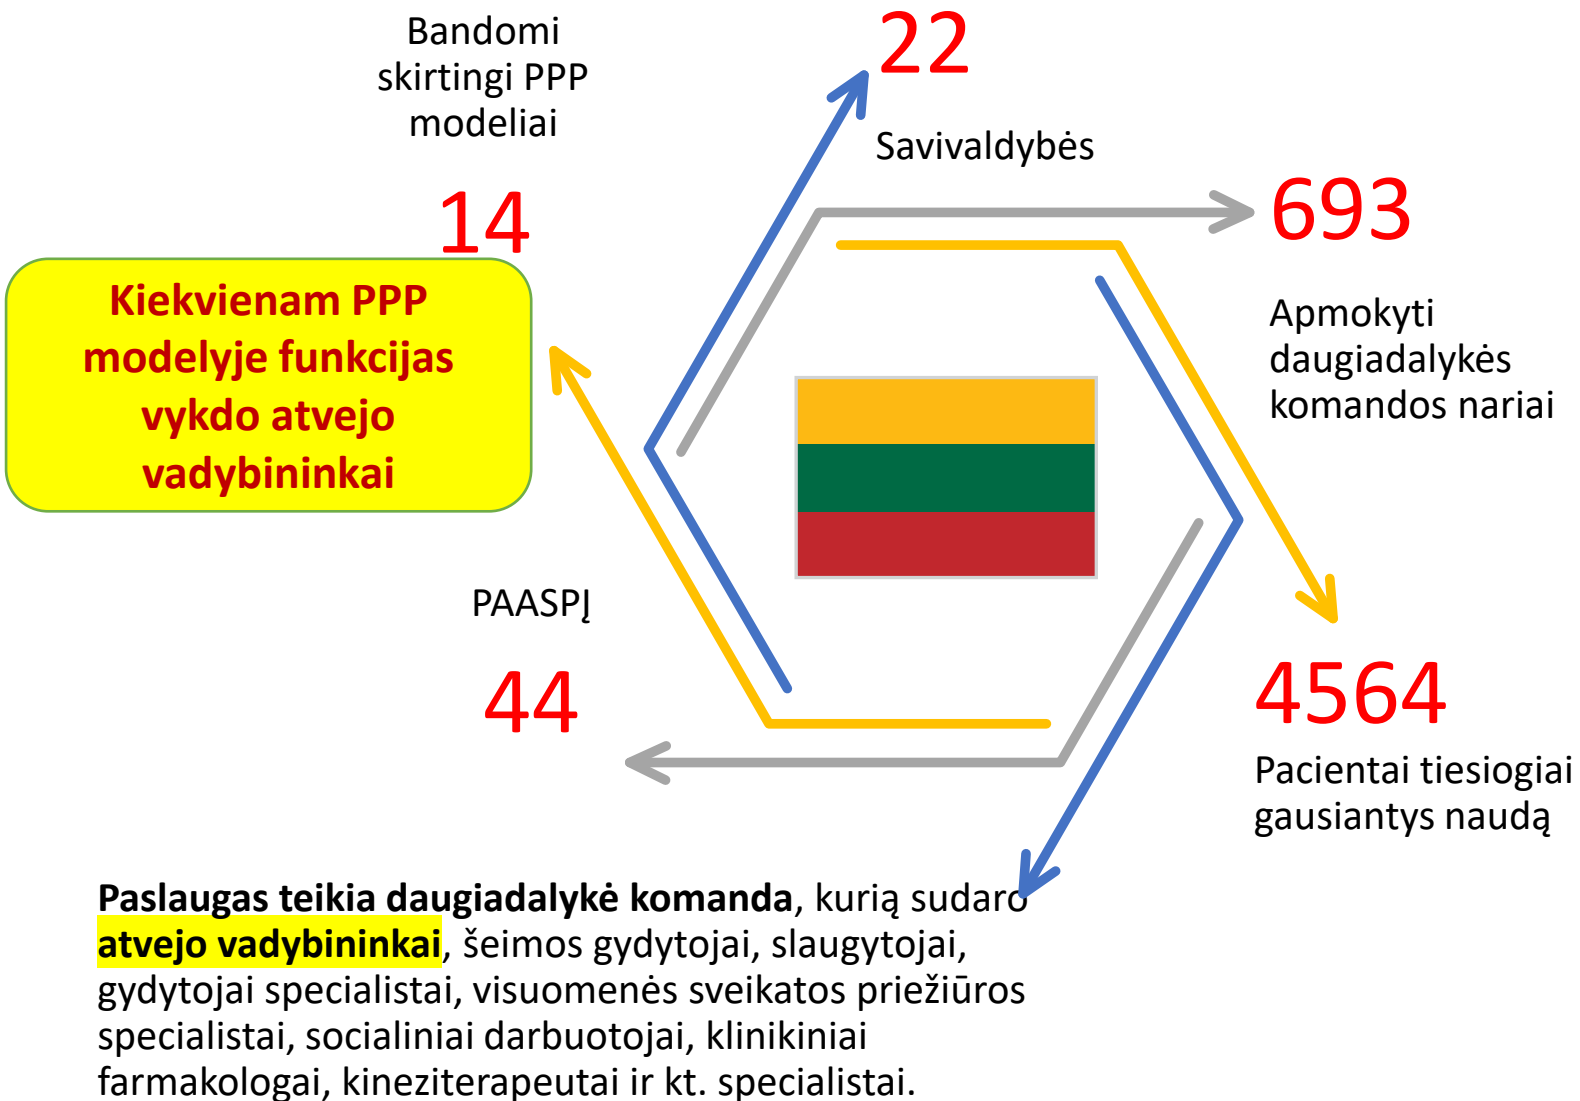 Bandomi
skirtingi PPP
modeliai
14
Kiekvienam PPP
modelyje funkcijas
vykdo atvejo
vadybininkai
22
Savivaldybės
693
Apmokyti
daugiadalykės
komandos nariai
PAASPĮ
44
4564
Pacientai tiesiogiai
gausiantys naudą
Paslaugas teikia daugiadalykė komanda, kurią sudaro
atvejo vadybininkai, šeimos gydytojai, slaugytojai,
gydytojai specialistai, visuomenės sveikatos priežiūros
specialistai, socialiniai darbuotojai, klinikiniai
farmakologai, kineziterapeutai ir kt. specialistai.